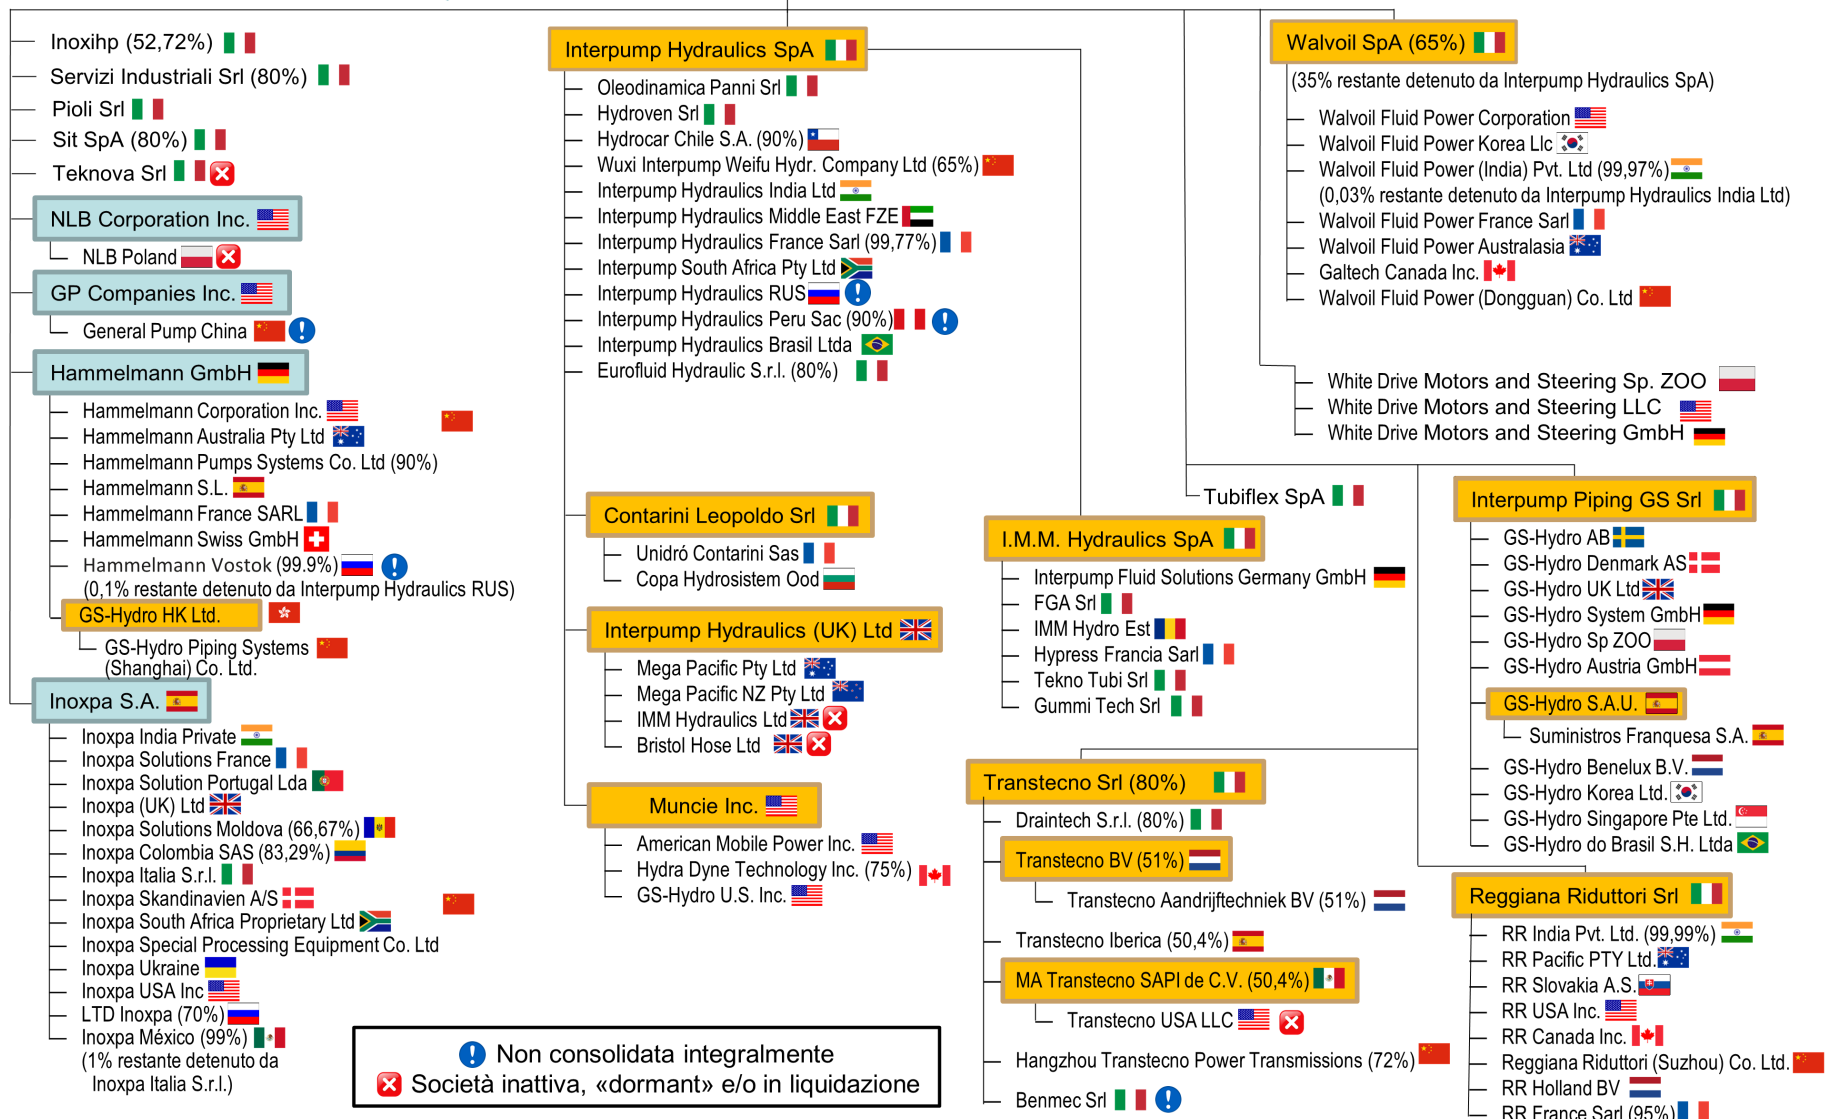 Inoxihp (52,72%)
Servizi Industriali Srl (80%)
Pioli Srl
Sit SpA (80%)
Teknova Srl
NLB Corporation Inc.
NLB Poland
GP Companies Inc.
General Pump China
Hammelmann GmbH
Hammelmann Corporation Inc.
Hammelmann Australia Pty Ltd
Hammelmann Pumps Systems Co. Ltd (90%)
Hammelmann S.L.
Hammelmann France SARL
Hammelmann Swiss GmbH
Hammelmann Vostok (99.9%)
(0,1% restante detenuto da Interpump Hydraulics RUS)
GS-Hydro HK Ltd.
GS-Hydro Piping Systems
(Shanghai) Co. Ltd.
Inoxpa S.A.
Inoxpa India Private
Inoxpa Solutions France
Inoxpa Solution Portugal Lda
Inoxpa (UK) Ltd
Inoxpa Solutions Moldova (66,67%)
Inoxpa Colombia SAS (83,29%)
Inoxpa Italia S.r.l.
Inoxpa Skandinavien A/S
Inoxpa South Africa Proprietary Ltd
Inoxpa Special Processing Equipment Co. Ltd
Inoxpa Ukraine
Inoxpa USA Inc
LTD Inoxpa (70%)
Inoxpa México (99%)
(1% restante detenuto da
Inoxpa Italia S.r.l.)
Interpump Hydraulics SpA
Oleodinamica Panni Srl
Hydroven Srl
Hydrocar Chile S.A. (90%)
Wuxi Interpump Weifu Hydr. Company Ltd (65%)
Interpump Hydraulics India Ltd
Interpump Hydraulics Middle East FZE
Interpump Hydraulics France Sarl (99,77%)
Interpump South Africa Pty Ltd
Interpump Hydraulics RUS
Interpump Hydraulics Peru Sac (90%)
Interpump Hydraulics Brasil Ltda
Eurofluid Hydraulic S.r.l. (80%)
Contarini Leopoldo Srl
Unidró Contarini Sas
Copa Hydrosistem Ood
Interpump Hydraulics (UK) Ltd
Mega Pacific Pty Ltd
Mega Pacific NZ Pty Ltd
IMM Hydraulics Ltd
Bristol Hose Ltd
Muncie Inc.
American Mobile Power Inc.
Hydra Dyne Technology Inc. (75%)
GS-Hydro U.S. Inc.
Non consolidata integralmente
Società inattiva, «dormant» e/o in liquidazione
I.M.M. Hydraulics SpA
Interpump Fluid Solutions Germany GmbH
FGA Srl
IMM Hydro Est
Hypress Francia Sarl
Tekno Tubi Srl
Gummi Tech Srl
Transtecno Srl (80%)
Draintech S.r.l. (80%)
Transtecno BV (51%)
Transtecno Aandrijftechniek BV (51%)
Transtecno Iberica (50,4%)
MA Transtecno SAPI de C.V. (50,4%)
Transtecno USA LLC
Hangzhou Transtecno Power Transmissions (72%)
Benmec Srl
Walvoil SpA (65%)
(35% restante detenuto da Interpump Hydraulics SpA)
Walvoil Fluid Power Corporation
Walvoil Fluid Power Korea Llc
Walvoil Fluid Power (India) Pvt. Ltd (99,97%)
(0,03% restante detenuto da Interpump Hydraulics India Ltd)
Walvoil Fluid Power France Sarl
Walvoil Fluid Power Australasia
Galtech Canada Inc.
Walvoil Fluid Power (Dongguan) Co. Ltd
White Drive Motors and Steering Sp. ZOO
White Drive Motors and Steering LLC
White Drive Motors and Steering GmbH
Tubiflex SpA
Interpump Piping GS Srl
GS-Hydro AB
GS-Hydro Denmark AS
GS-Hydro UK Ltd
GS-Hydro System GmbH
GS-Hydro Sp ZOO
GS-Hydro Austria GmbH
GS-Hydro S.A.U.
Suministros Franquesa S.A.
GS-Hydro Benelux B.V.
GS-Hydro Korea Ltd.
GS-Hydro Singapore Pte Ltd.
GS-Hydro do Brasil S.H. Ltda
Reggiana Riduttori Srl
RR India Pvt. Ltd. (99,99%)
RR Pacific PTY Ltd.
RR Slovakia A.S.
RR USA Inc.
RR Canada Inc.
Reggiana Riduttori (Suzhou) Co. Ltd.
RR Holland BV
RR France Sarl (95%)